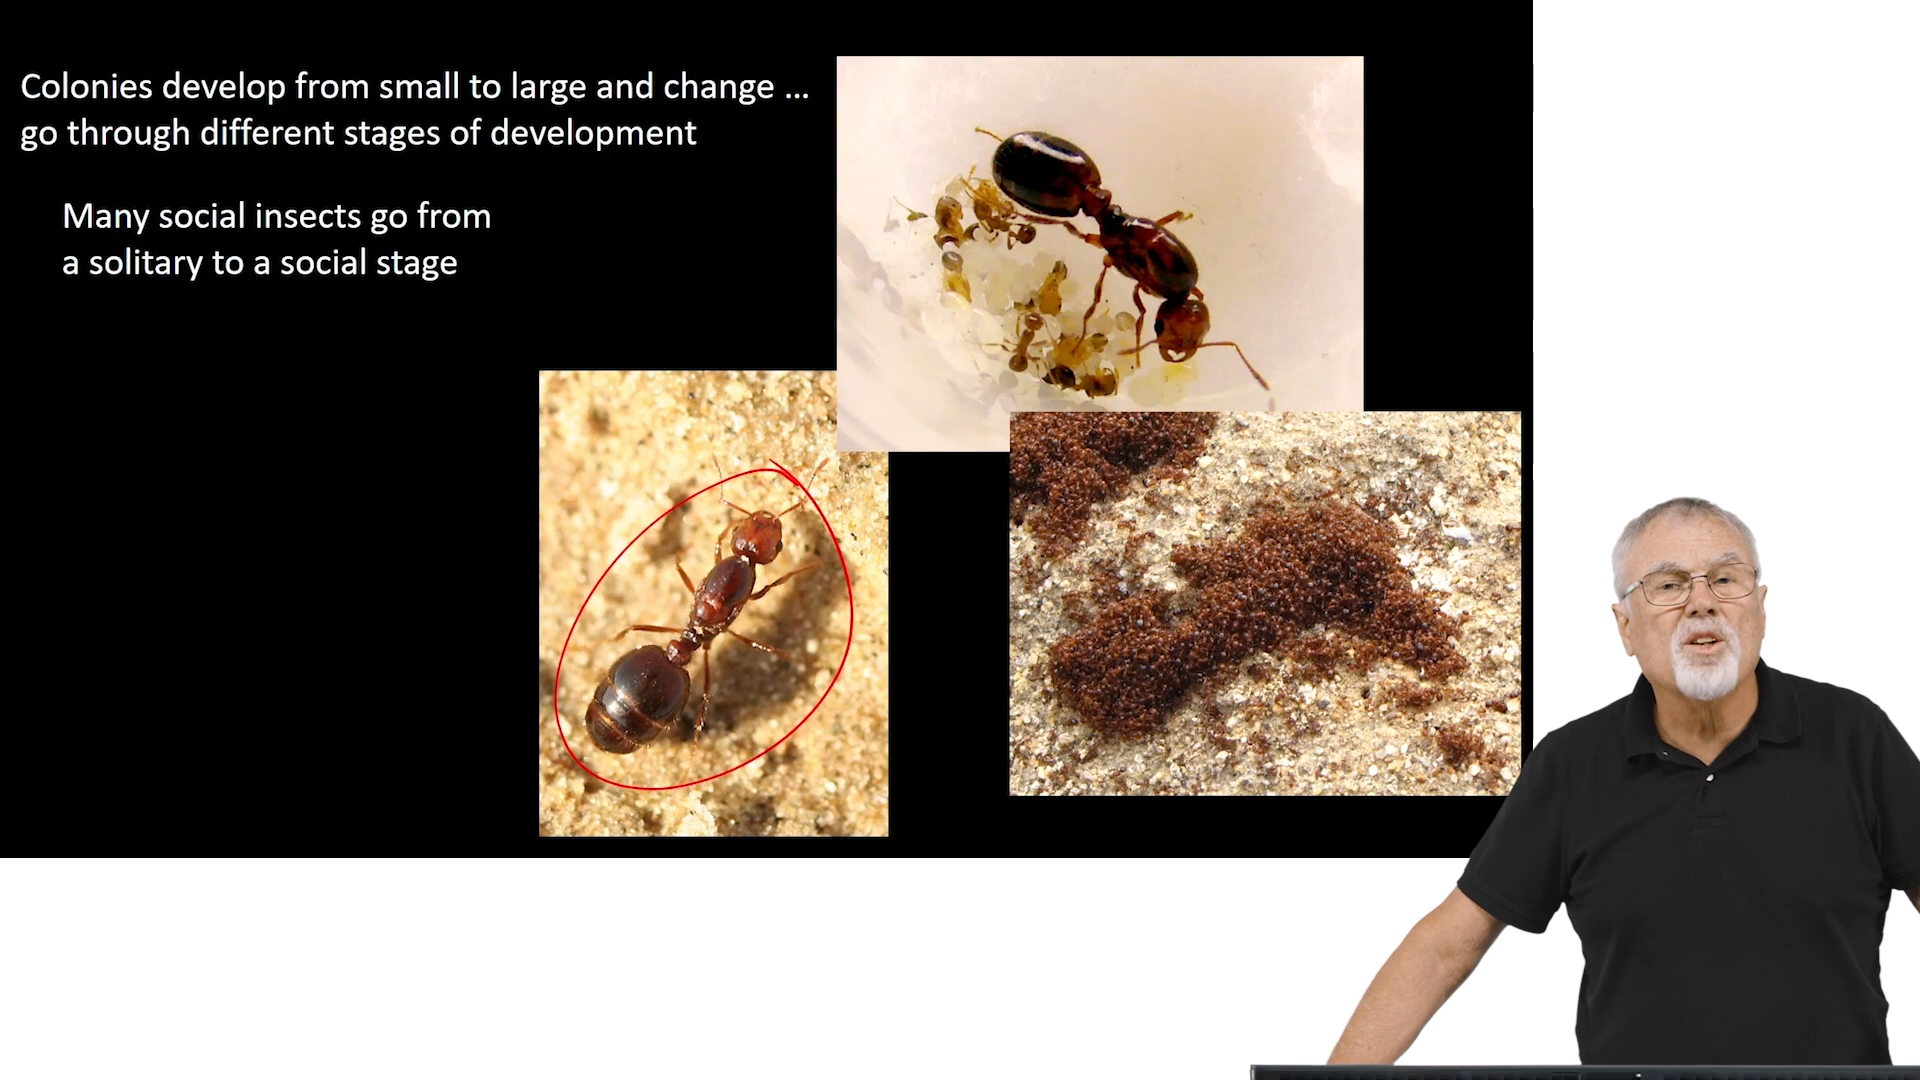 Colonies develop from small to large and change ...
go through different stages of development
Many social insects go from
a solitary to a social stage